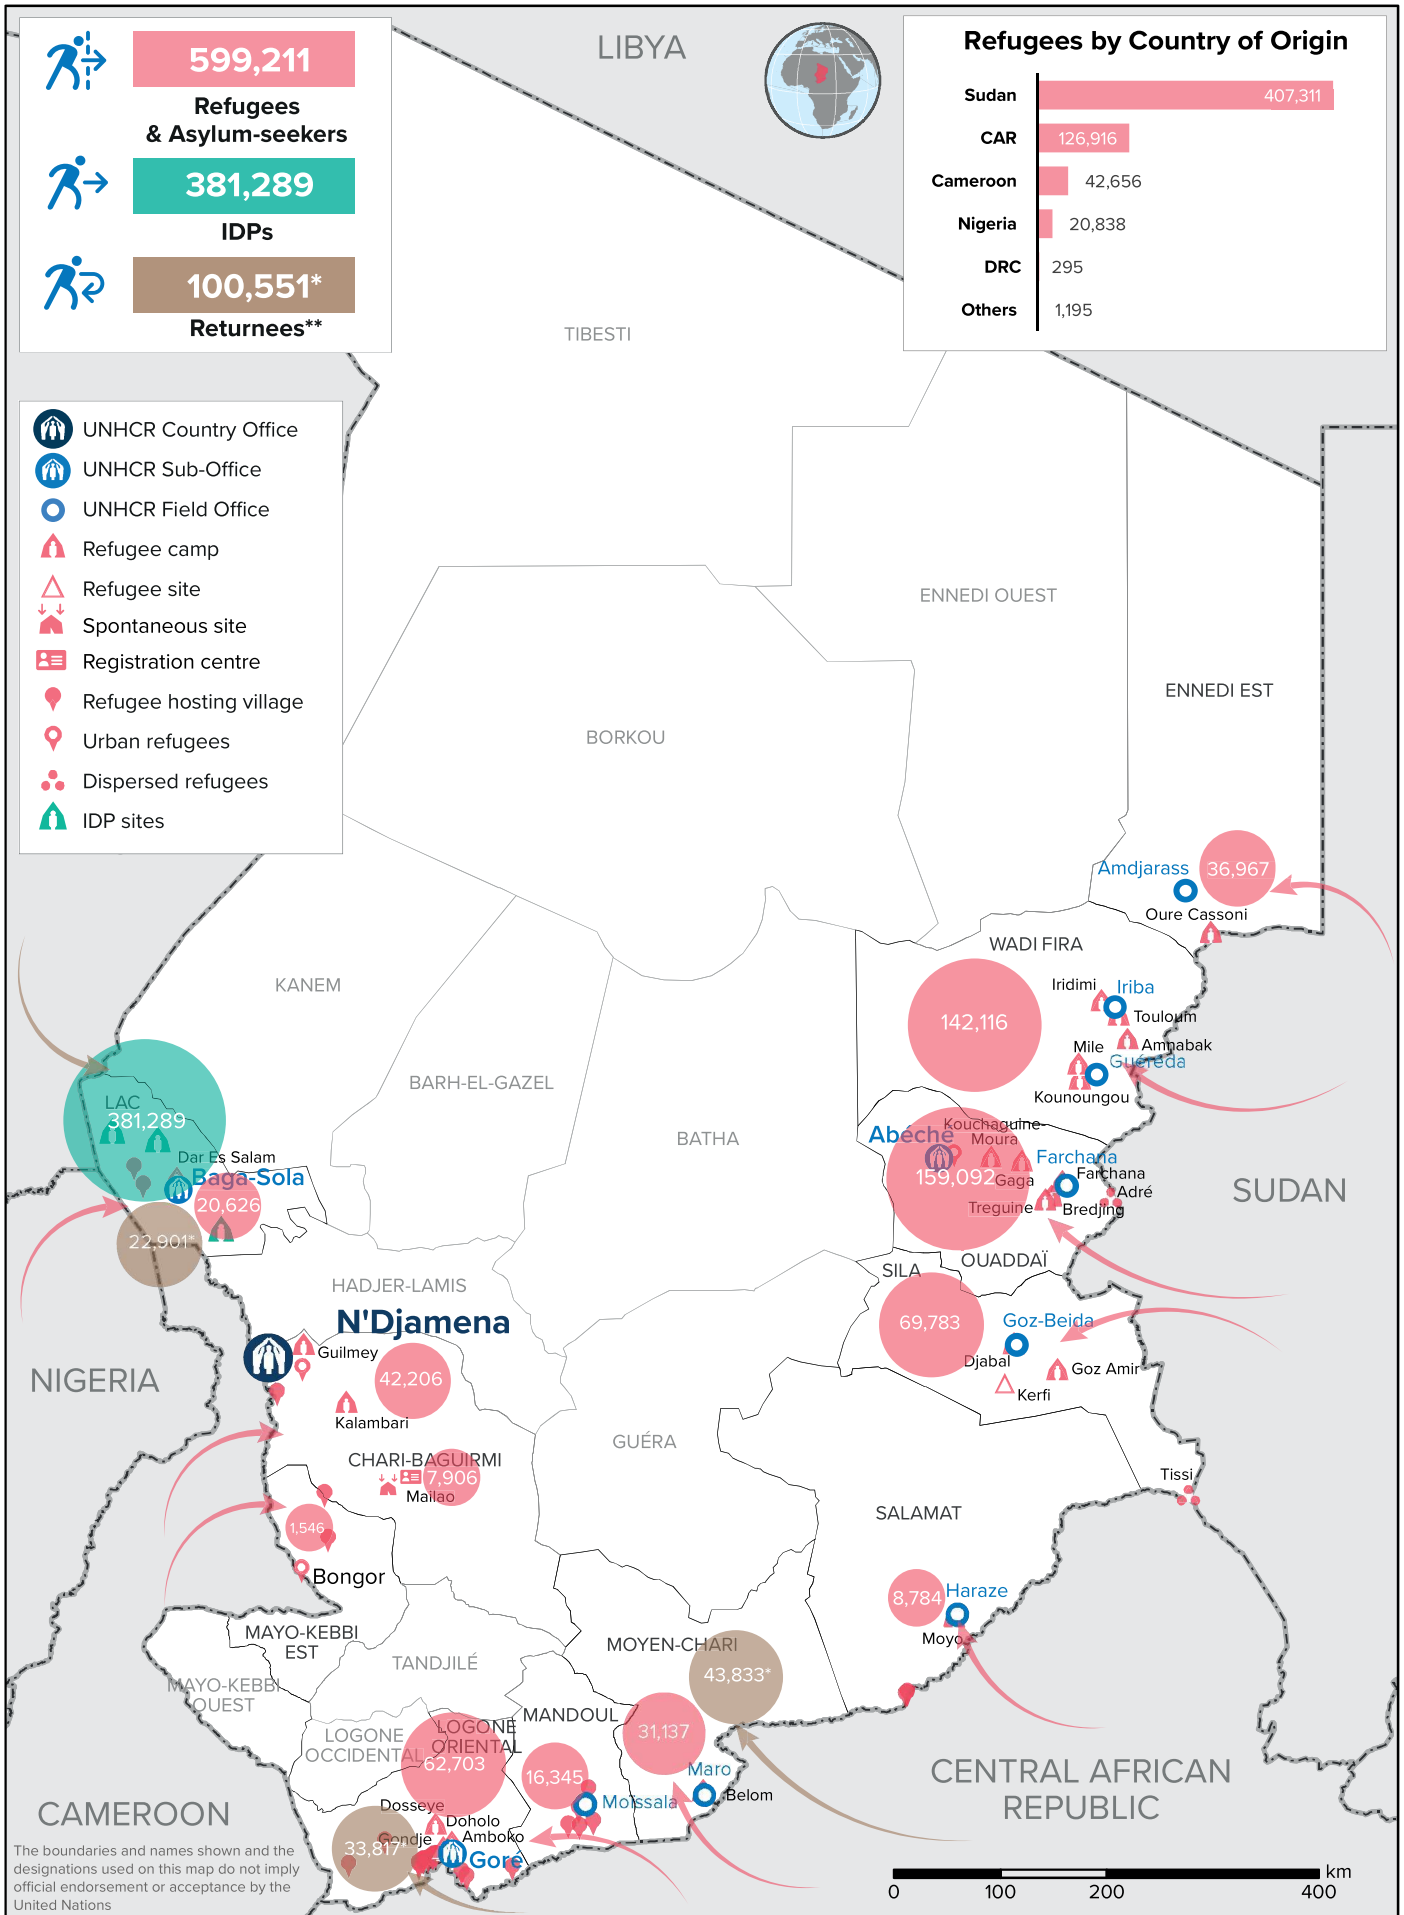 599,211
Refugees
& Asylum-seekers
381,289
IDPs
100,551*
Returnees**
LIBYA
Refugees by Country of Origin
Sudan 407,311
CAR 126,916
Cameroon 42,656
Nigeria 20,838
DRC 295
Others 1,195
UNHCR Country Office
UNHCR Sub-Office
UNHCR Field Office
Refugee camp
Refugee site
Spontaneous site
Registration centre
Refugee hosting village
Urban refugees
Dispersed refugees
IDP sites
TIBESTI
ENNEDI OUEST
ENNEDI EST
BORKOU
Amdjarass
36,967
Oure Cassoni
WADI FIRA
KANEM
Iridimi
Iriba
142,116
Touloum
Amnabak
Mile
Guéréda
Kounoungou
BARH-EL-GAZEL
LAC
381,289
BATHA
Kouchaguine-
Moura
Abéché
Dar Es Salam
Baga-Sola
159,092
Gaga
Farchana
Farchana
Adré
Treguine
Bredjing
SUDAN
20,626
22,901*
OUADDAÏ
SILA
HADJER-LAMIS
N'Djamena
69,783
Goz-Beida
Guilmey
NIGERIA
42,206
Djabal
Goz Amir
Kerfi
Kalambari
GUÉRA
CHARI-BAGUIRMI
7,906
Mailao
Tissi
SALAMAT
1,546
Bongor
8,784
Haraze
Moyo
MAYO-KEBBI
EST
MOYEN-CHARI
TANDJILÉ
43,833*
MAYO-KEBBI
OUEST
MANDOUL
LOGONE
OCCIDENTAL
LOGONE
ORIENTAL
31,137
62,703
16,345
Maro
Belom
CENTRAL AFRICAN
REPUBLIC
Moïssala
CAMEROON
Dosseye
Doholo
Gondje
Amboko
33,817*
Goré
The boundaries and names shown and the
designations used on this map do not imply
official endorsement or acceptance by the
United Nations
km
0 100 200 400